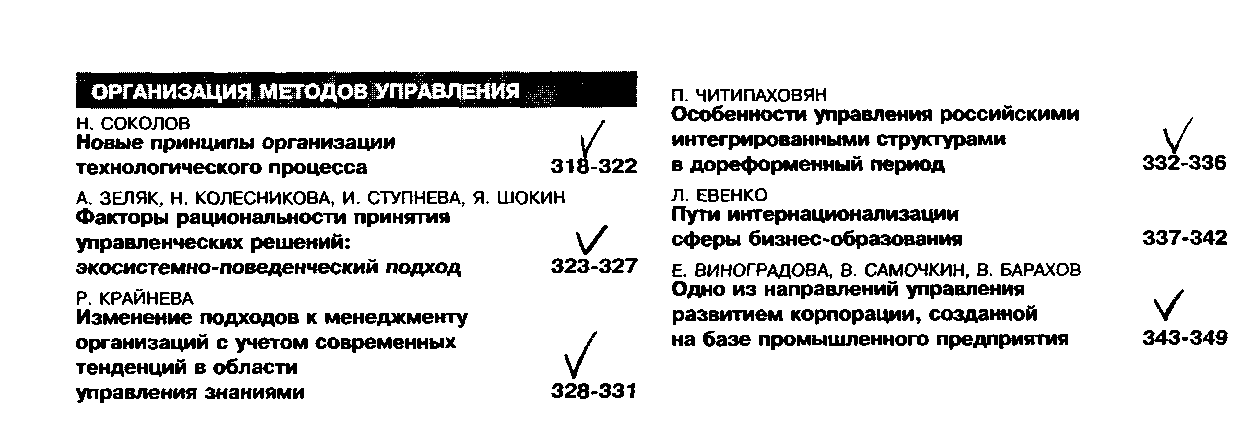 ОРГАНИЗАЦИЯ МЕТОДОВ УПРАВЛЕНИЯ
Н. СОКОЛОВ
Новые принципы организации
технологического процесса 318-322
А. ЗЕЛЯК, Н. КОЛЕСНИКОВА, И. СТУПНЕВА, Я. ШОКИН
Факторы рациональности принятия
управленческих решений:
экосистемно-поведенческий подход 323-327
Р. КРАЙНЕВА
Изменение подходов к менеджменту
организаций с учетом современных
тенденций в области
управления знаниями 328-331
П. ЧИТИПАХОВЯН
Особенности управления российскими
интегрированными структурами
в дореформенный период 332-336
Л. ЕВЕНКО
Пути интернационализации
сферы бизнес-образования 337-342
Е. ВИНОГРАДОВА, В. САМОЧКИН, В. БАРАХОВ
Одно из направлений управления
развитием корпорации, созданной
на базе промышленного предприятия 343-349